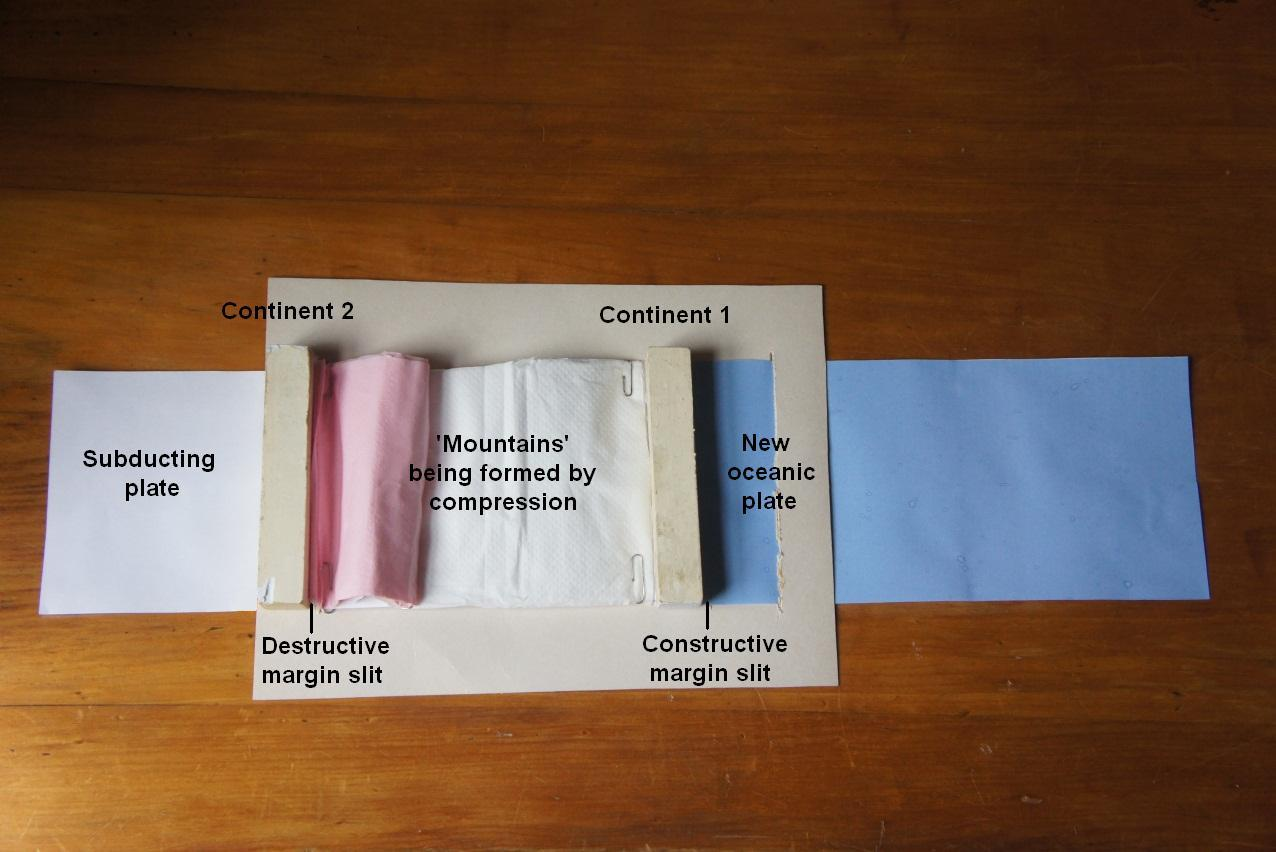 Continent 2
Continent 1
Subducting
plate
'Mountains'
being formed by
compression
New
oceanic
plate
Destructive
margin slit
Constructive
margin slit